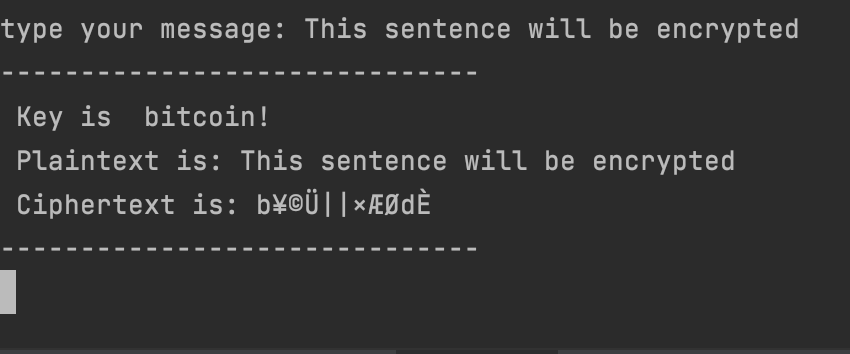 type your message: This sentence will be encrypted
------------------------------
Key is  bitcoin!
Plaintext is: This sentence will be encrypted
Ciphertext is: b¥©Ü||×ÆØdÈ
------------------------------